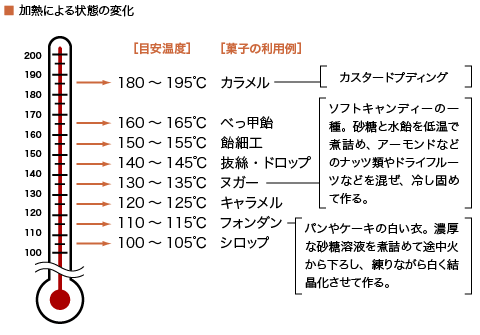 ■ 加熱による状態の変化
［目安温度］ ［菓子の利用例］
200
190
180
170
160
150
140
130
120
110
100
180 ～ 195℃ カラメル
160 ～ 165℃ べっ甲飴
150 ～ 155℃ 飴細工
140 ～ 145℃ 抜絲・ドロップ
130 ～ 135℃ ヌガー
120 ～ 125℃ キャラメル
110 ～ 115℃ フォンダン
100 ～ 105℃ シロップ
カスタードプディング
ソフトキャンディーの一
種。砂糖と水飴を低温で
煮詰め、アーモンドなど
のナッツ類やドライフルー
ツなどを混ぜ、冷し固め
て作る。
パンやケーキの白い衣。濃厚
な砂糖溶液を煮詰めて途中火
から下ろし、練りながら白く結
晶化させて作る。